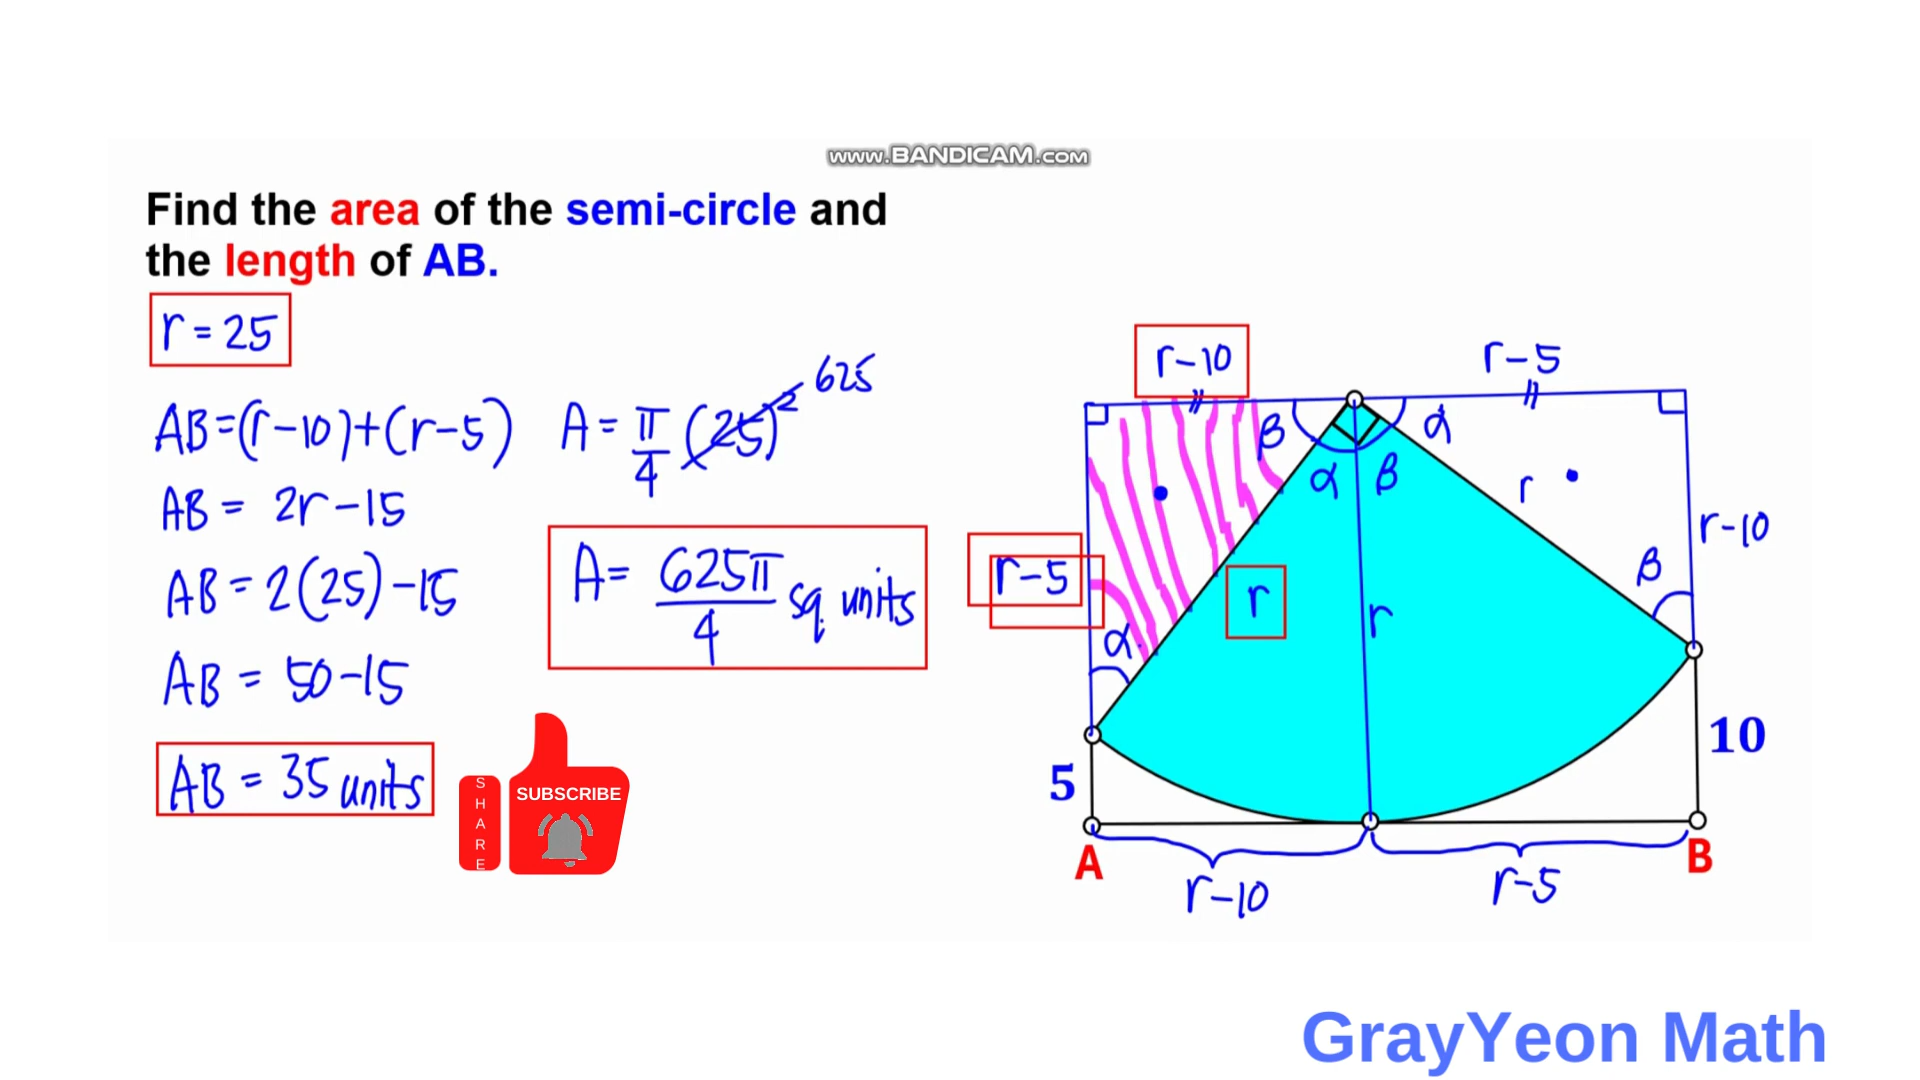 www.BANDICAM.com
Find the area of the semi-circle and
the length of AB.
r = 25
AB=(r-10)+(r-5)
AB = 2r-15
AB = 2(25)-15
AB = 50-15
AB = 35 units
A = π/4 (25)² 625
A = 625π/4 sq. units
SHARE
SUBSCRIBE
r-10
r-5
β
α
α
β
r
r-10
r-5
β
r
r
α
5
10
A
B
r-10
r-5
GrayYeon Math